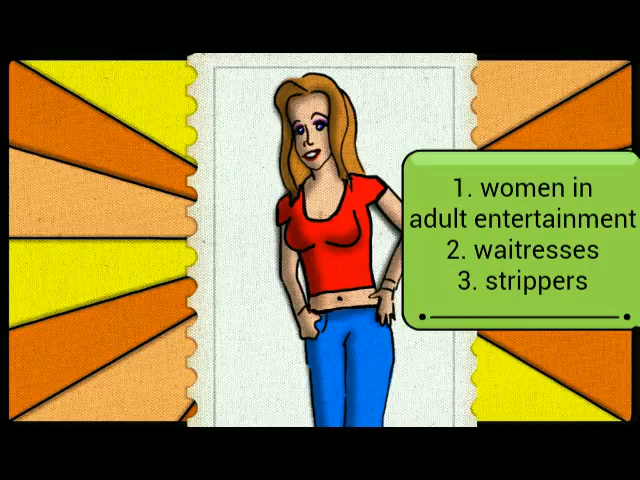 1. women in
adult entertainment
2. waitresses
3. strippers